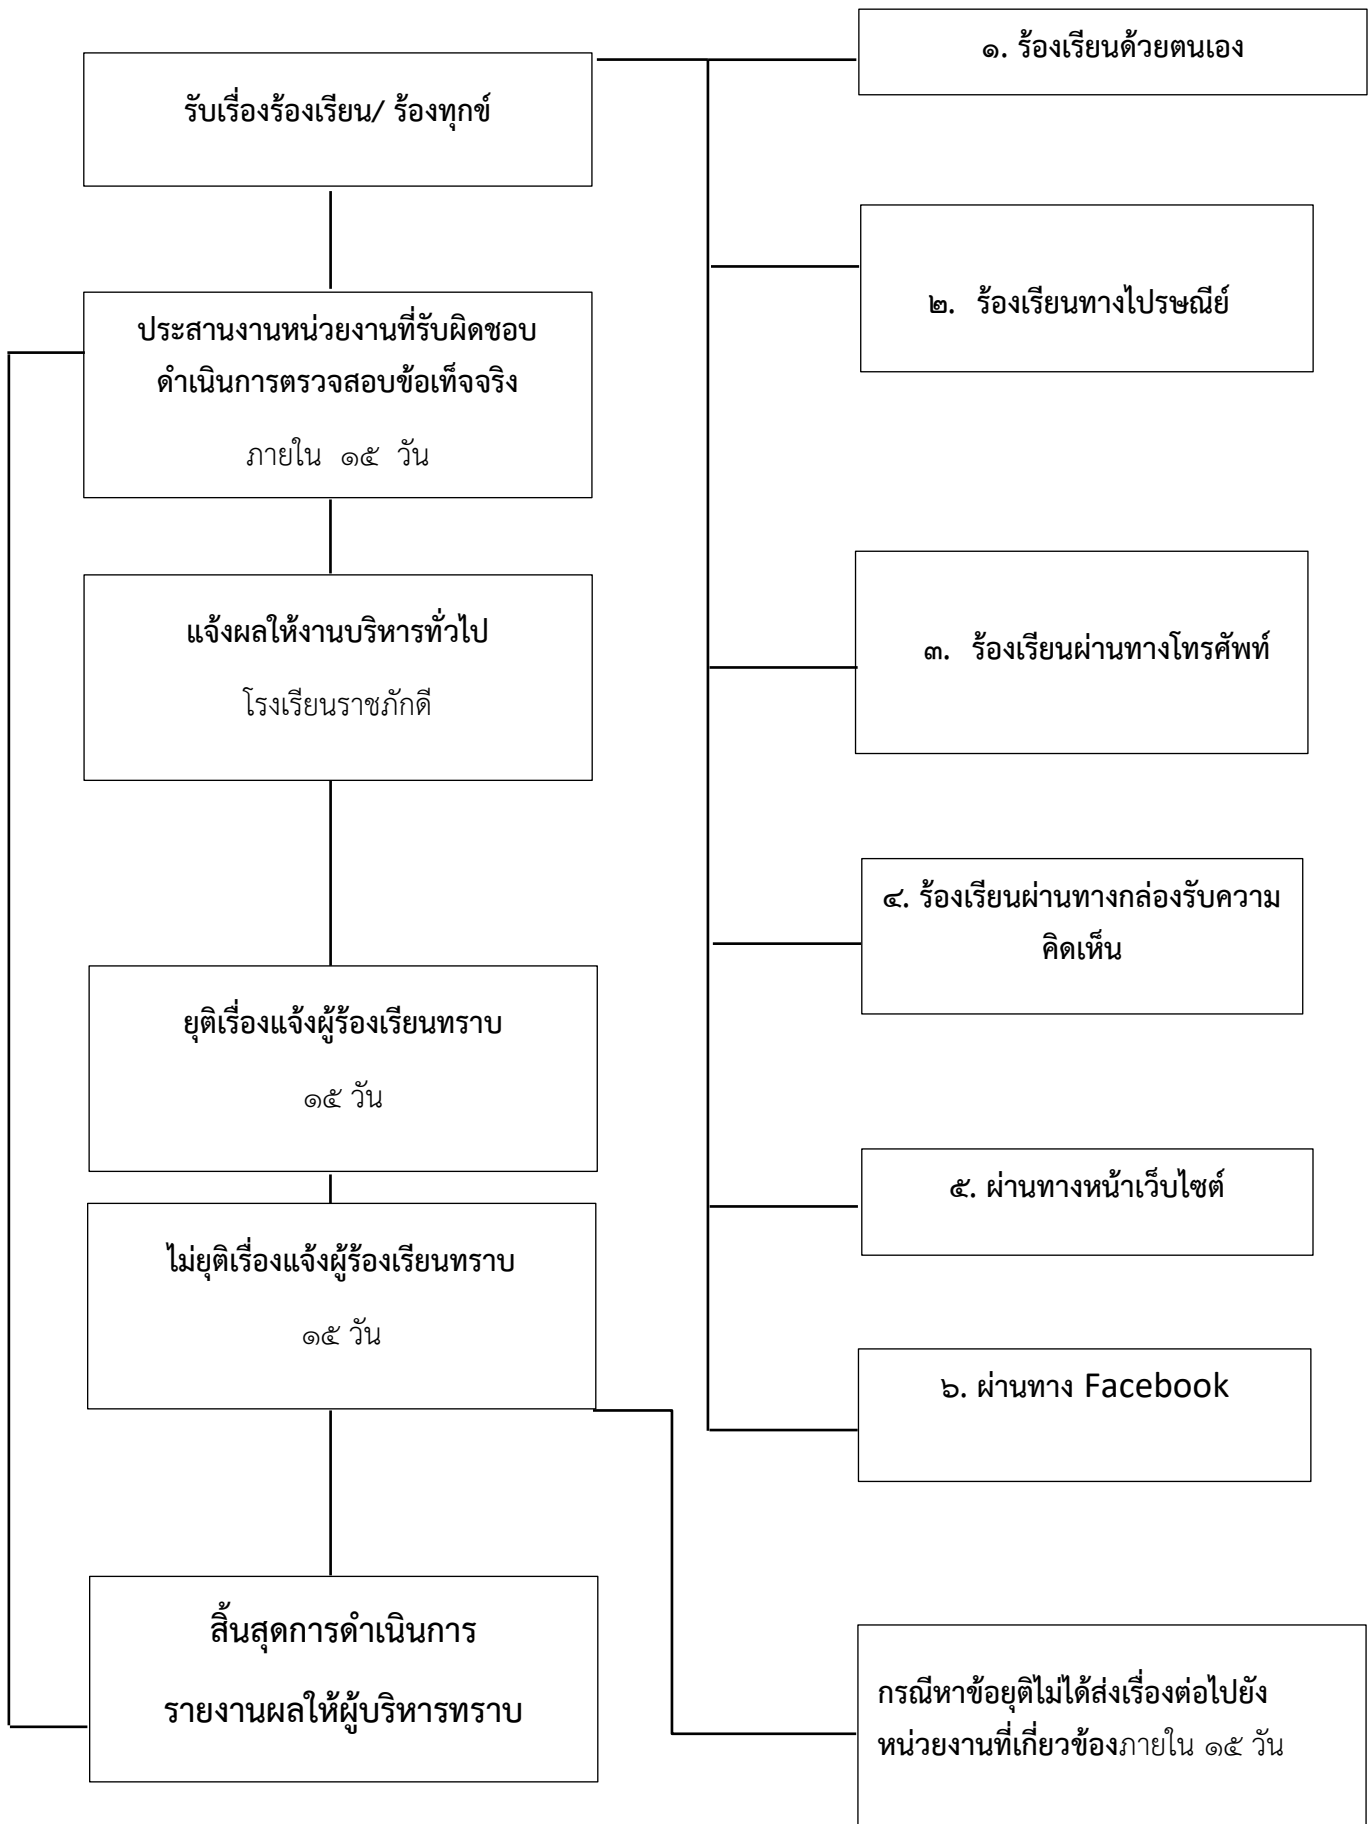 รับเรื่องร้องเรียน/ ร้องทุกข์
ประสานงานหน่วยงานที่รับผิดชอบ
ดำเนินการตรวจสอบข้อเท็จจริง
ภายใน ๑๕ วัน
แจ้งผลให้งานบริหารทั่วไป
โรงเรียนราชภักดี
ยุติเรื่องแจ้งผู้ร้องเรียนทราบ
๑๕ วัน
ไม่ยุติเรื่องแจ้งผู้ร้องเรียนทราบ
๑๕ วัน
สิ้นสุดการดำเนินการ
รายงานผลให้ผู้บริหารทราบ
๑. ร้องเรียนด้วยตนเอง
๒. ร้องเรียนทางไปรษณีย์
๓. ร้องเรียนผ่านทางโทรศัพท์
๔. ร้องเรียนผ่านทางกล่องรับความ
คิดเห็น
๕. ผ่านทางหน้าเว็บไซต์
๖. ผ่านทาง Facebook
กรณีหาข้อยุติไม่ได้ส่งเรื่องต่อไปยัง
หน่วยงานที่เกี่ยวข้องภายใน ๑๕ วัน